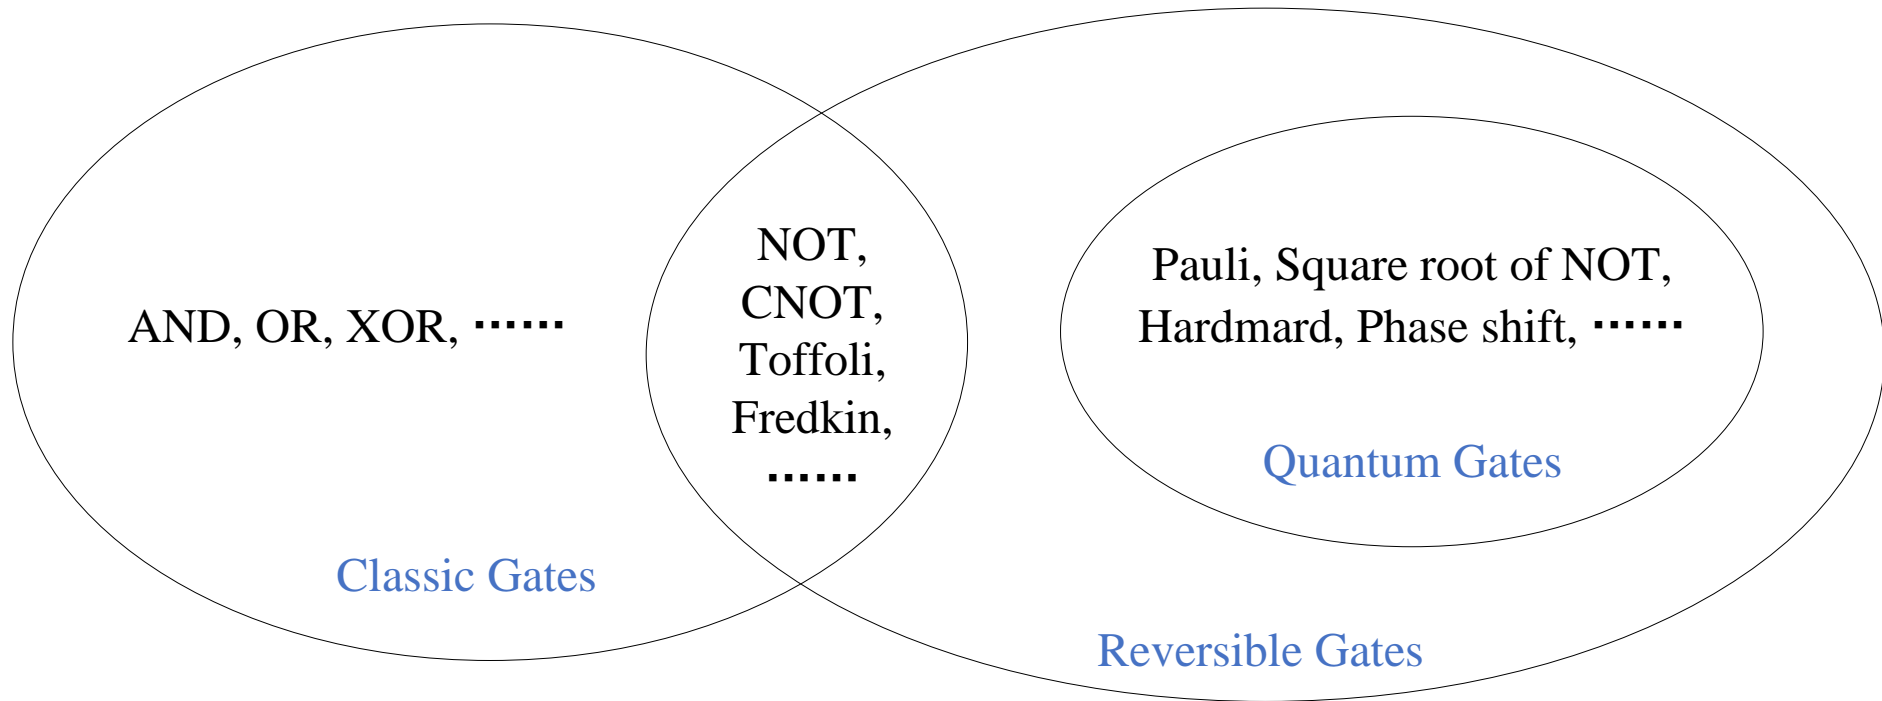 AND, OR, XOR, ……
Classic Gates
NOT,
CNOT,
Toffoli,
Fredkin,
……
Pauli, Square root of NOT,
Hardmard, Phase shift, ……
Quantum Gates
Reversible Gates